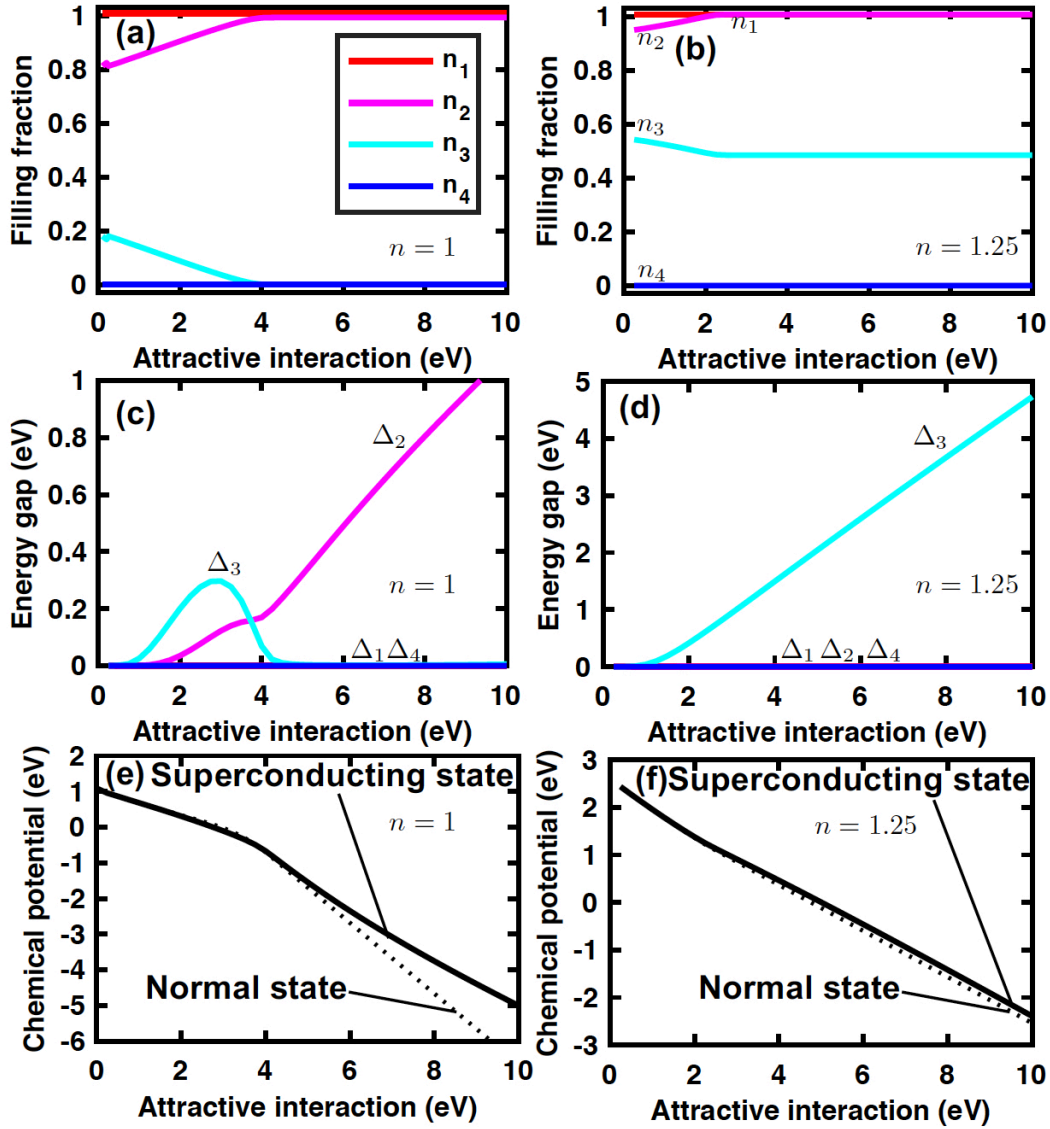 (a)
1
0.8
0.6
0.4
0.2
0
Filling fraction
n1
n2
n3
n4
n = 1
0 2 4 6 8 10
Attractive interaction (eV)
(b)
1
0.8
0.6
0.4
0.2
0
Filling fraction
n1
n2
n3
n4
n = 1.25
0 2 4 6 8 10
Attractive interaction (eV)
(c)
1
0.8
0.6
0.4
0.2
0
Energy gap (eV)
Δ2
Δ3
n = 1
Δ1 Δ4
0 2 4 6 8 10
Attractive interaction (eV)
(d)
5
4
3
2
1
0
Energy gap (eV)
Δ3
n = 1.25
Δ1 Δ2 Δ4
0 2 4 6 8 10
Attractive interaction (eV)
(e) Superconducting state
2
1
0
-1
-2
-3
-4
-5
-6
Chemical potential (eV)
n = 1
Normal state
0 2 4 6 8 10
Attractive interaction (eV)
(f) Superconducting state
3
2
1
0
-1
-2
-3
Chemical potential (eV)
n = 1.25
Normal state
0 2 4 6 8 10
Attractive interaction (eV)